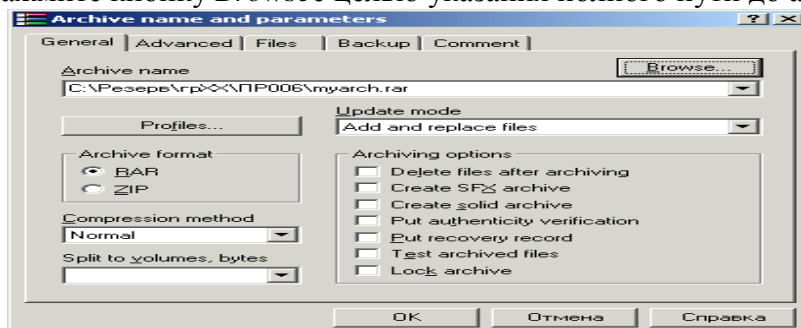 Archive name and parameters
General Advanced Files Backup Comment
Archive name
Browse...
C:\Резерв\грХХ\ПР006\myarch.rar
Profiles...
Update mode
Add and replace files
Archive format
RAR
ZIP
Compression method
Normal
Split to volumes, bytes
Archiving options
Delete files after archiving
Create SFX archive
Create solid archive
Put authenticity verification
Put recovery record
Test archived files
Lock archive
OK Отмена Справка